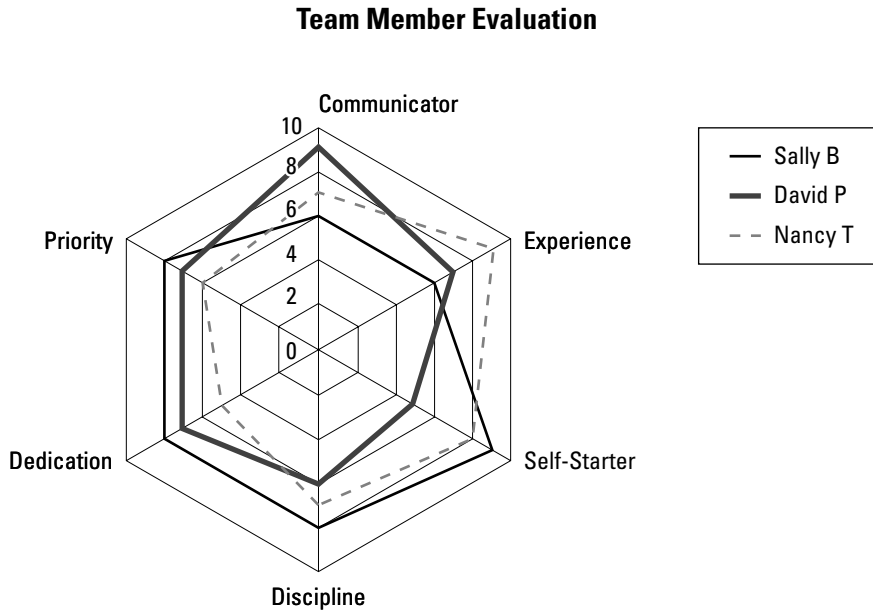 Team Member Evaluation
Communicator
10
8
6
4
2
0
Priority
Experience
Dedication
Self-Starter
Discipline
Sally B
David P
Nancy T